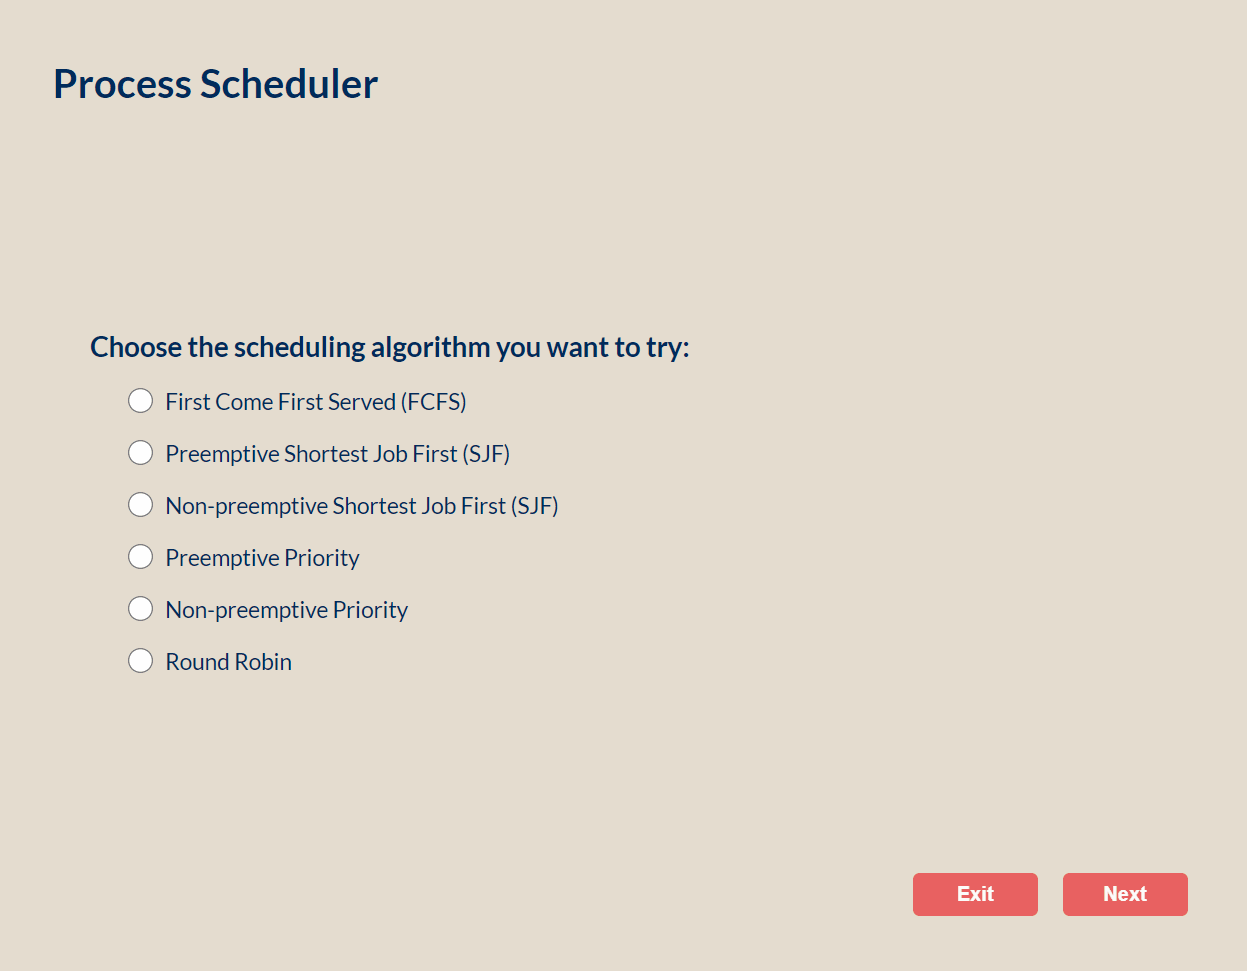 Process Scheduler
Choose the scheduling algorithm you want to try:
First Come First Served (FCFS)
Preemptive Shortest Job First (SJF)
Non-preemptive Shortest Job First (SJF)
Preemptive Priority
Non-preemptive Priority
Round Robin
Exit
Next